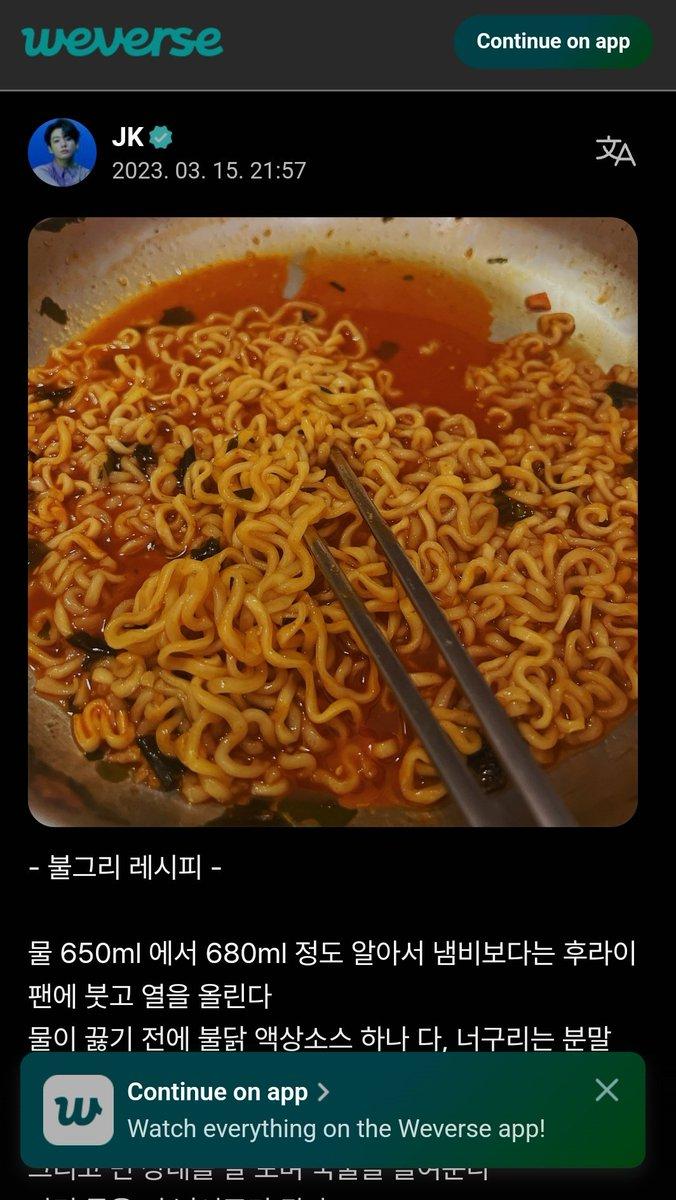 weverse
Continue on app
JK
2023. 03. 15. 21:57
- 불그리 레시피 -
물 650ml 에서 680ml 정도 알아서 냄비보다는 후라이
팬에 붓고 열을 올린다
물이 끓기 전에 불닭 액상소스 하나 다, 너구리는 분말
Continue on app
Watch everything on the Weverse app!